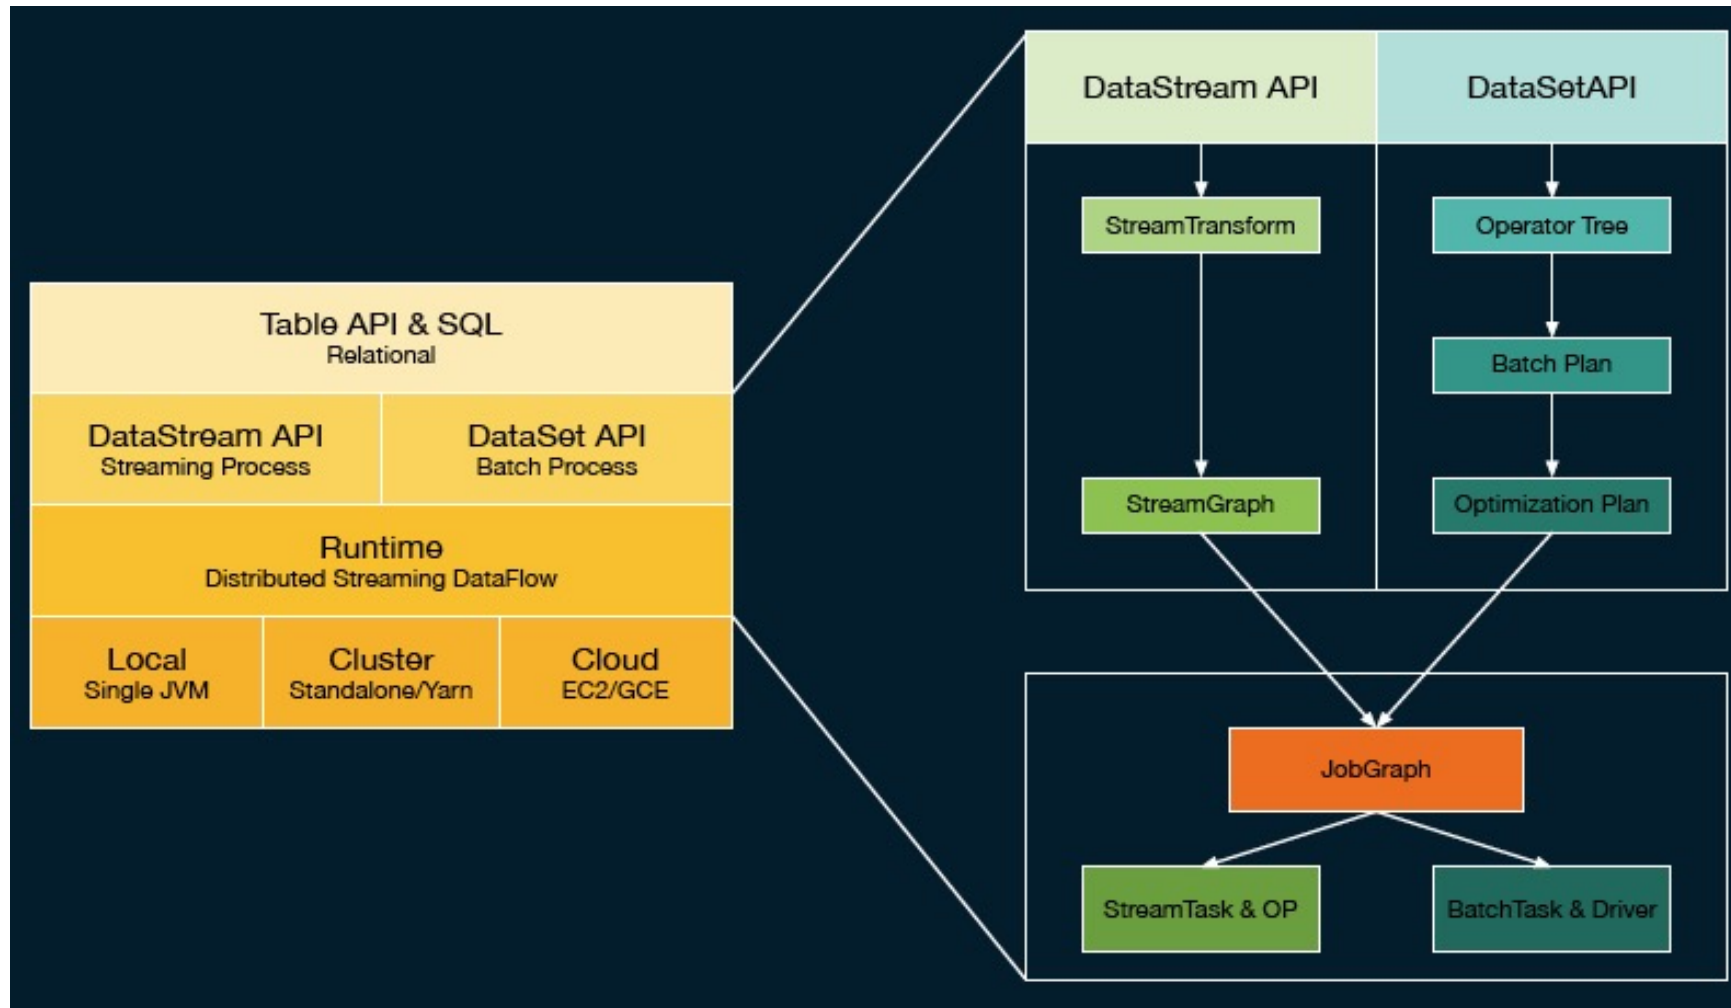 Table API & SQL
Relational
DataStream API
Streaming Process
DataSet API
Batch Process
Runtime
Distributed Streaming DataFlow
Local
Single JVM
Cluster
Standalone/Yarn
Cloud
EC2/GCE
DataStream API
DataSetAPI
StreamTransform
Operator Tree
Batch Plan
StreamGraph
Optimization Plan
JobGraph
StreamTask & OP
BatchTask & Driver